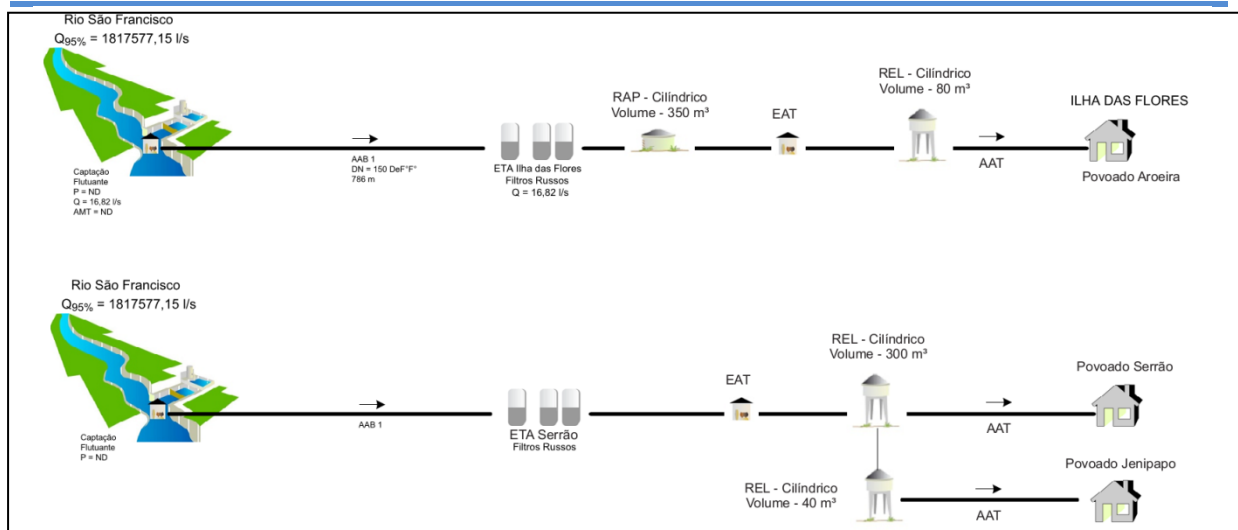 Rio São Francisco
Q95% = 1817577,15 l/s
Captação
Flutuante
P = ND
Q = 16,82 l/s
AMT = ND
AAB 1
DN = 150 DeF°F°
786 m
ETA Ilha das Flores
Filtros Russos
Q = 16,82 l/s
RAP - Cilíndrico
Volume - 350 m³
EAT
REL - Cilíndrico
Volume - 80 m³
AAT
ILHA DAS FLORES
Povoado Aroeira
Rio São Francisco
Q95% = 1817577,15 l/s
Captação
Flutuante
P = ND
AAB 1
ETA Serrão
Filtros Russos
EAT
REL - Cilíndrico
Volume - 300 m³
AAT
Povoado Serrão
REL - Cilíndrico
Volume - 40 m³
AAT
Povoado Jenipapo